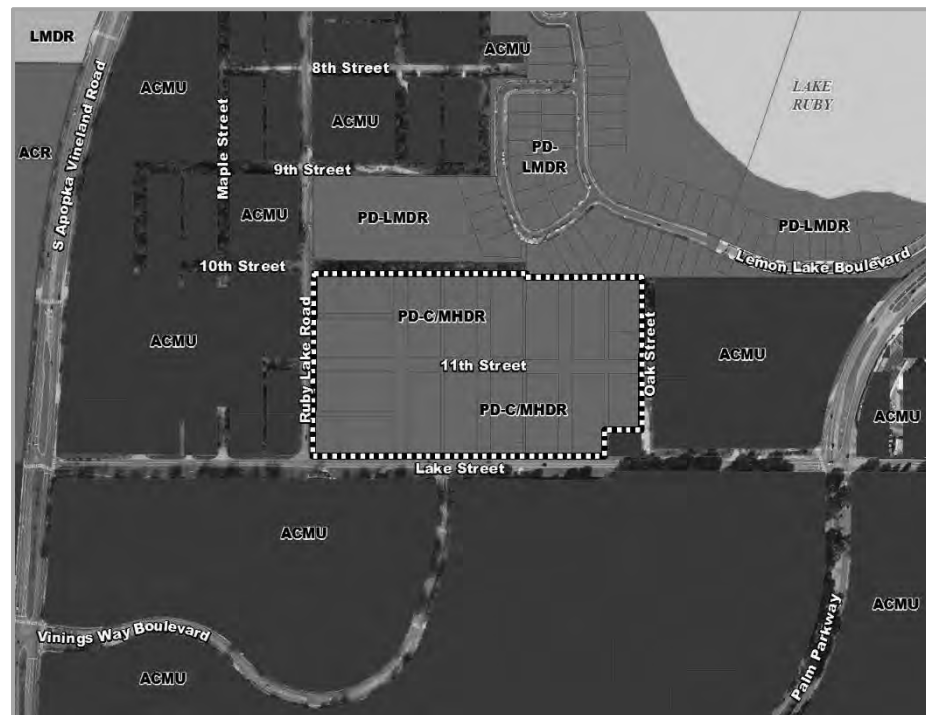 LMDR
ACMU
8th Street
ACMU
LAKE
RUBY
S Apopka Vineland Road
Maple Street
ACMU
ACR
9th Street
PD-
LMDR
ACMU
PD-LMDR
PD-LMDR
10th Street
Lemon Lake Boulevard
Ruby Lake Road
PD-C/MHDR
Oak Street
ACMU
11th Street
ACMU
PD-C/MHDR
ACMU
Lake Street
ACMU
ACMU
Vinings Way Boulevard
Palm Parkway
ACMU